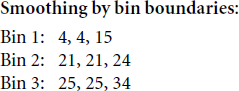 Smoothing by bin boundaries:
Bin 1: 4, 4, 15
Bin 2: 21, 21, 24
Bin 3: 25, 25, 34